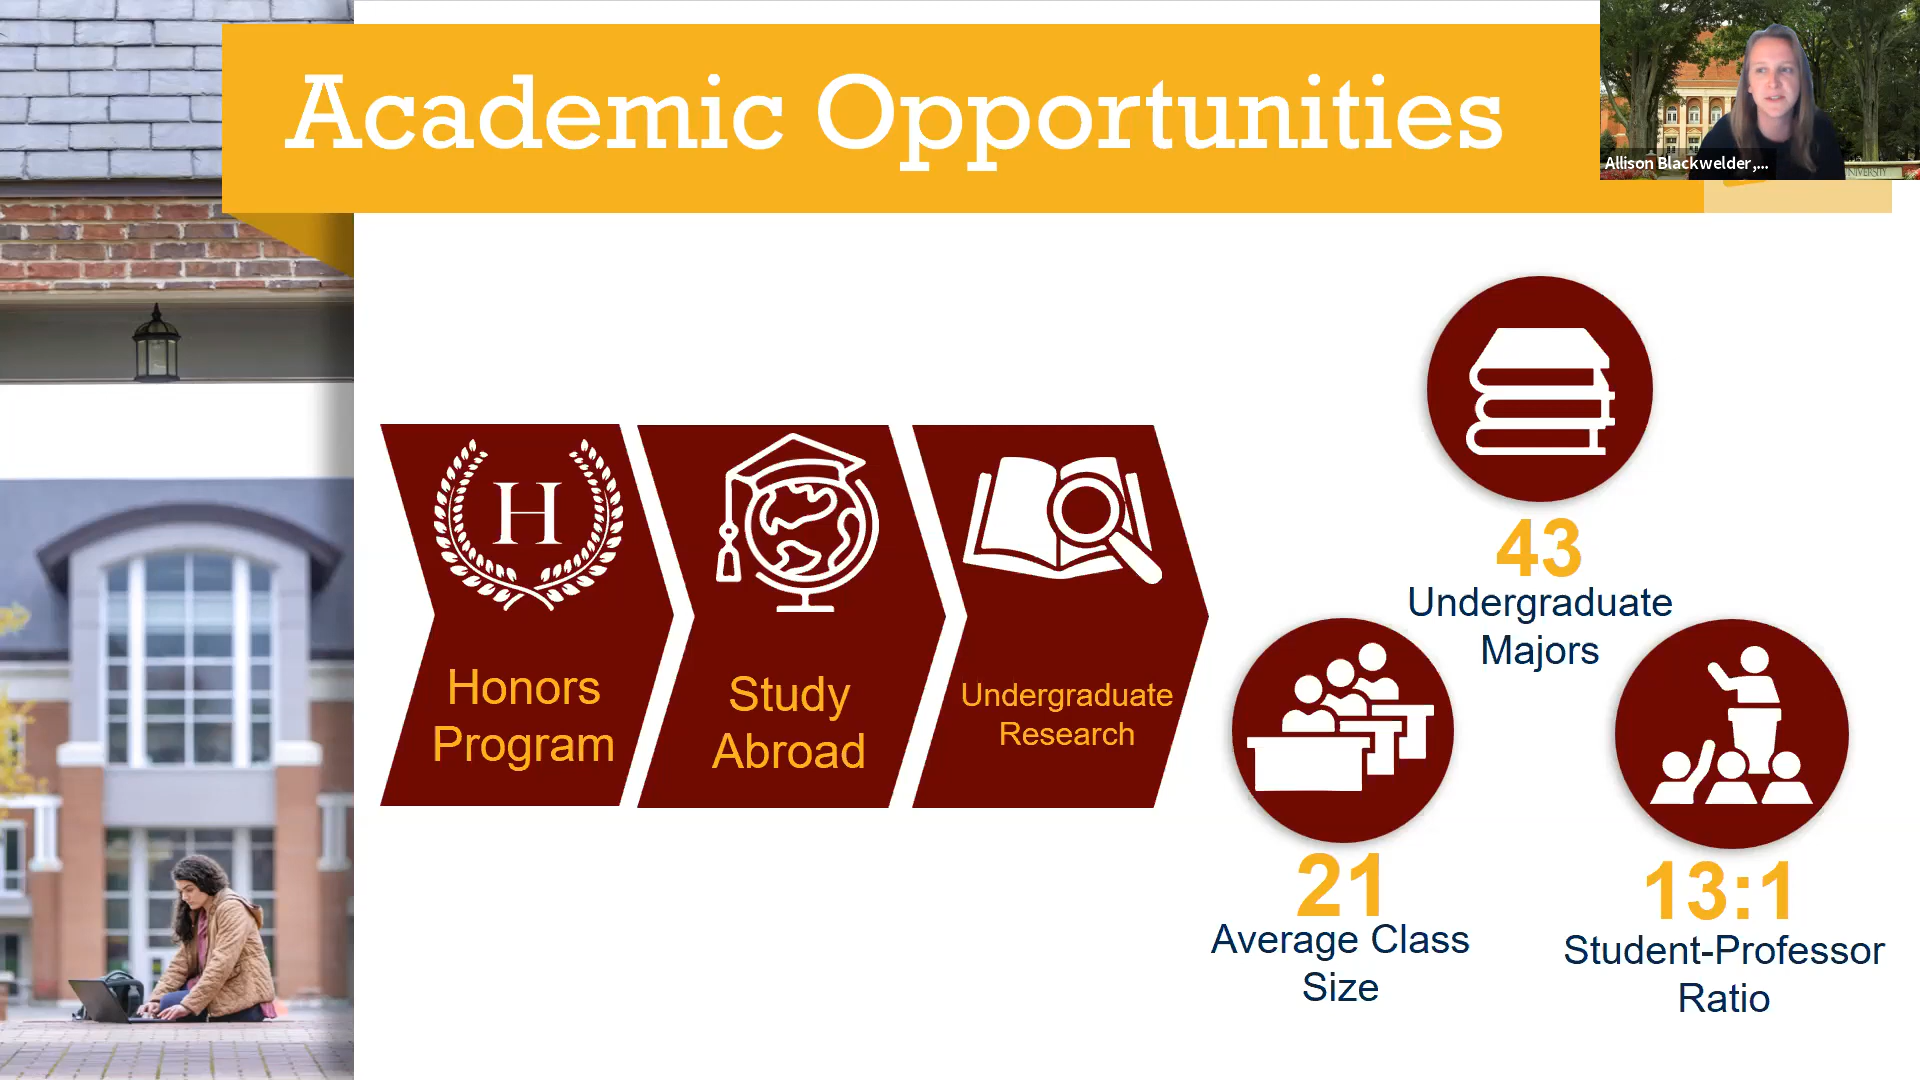 Academic Opportunities
Allison Blackwelder,...
NIVERSITY
H
Honors
Program
Study
Abroad
Undergraduate
Research
43
Undergraduate
Majors
21
Average Class
Size
13:1
Student-Professor
Ratio